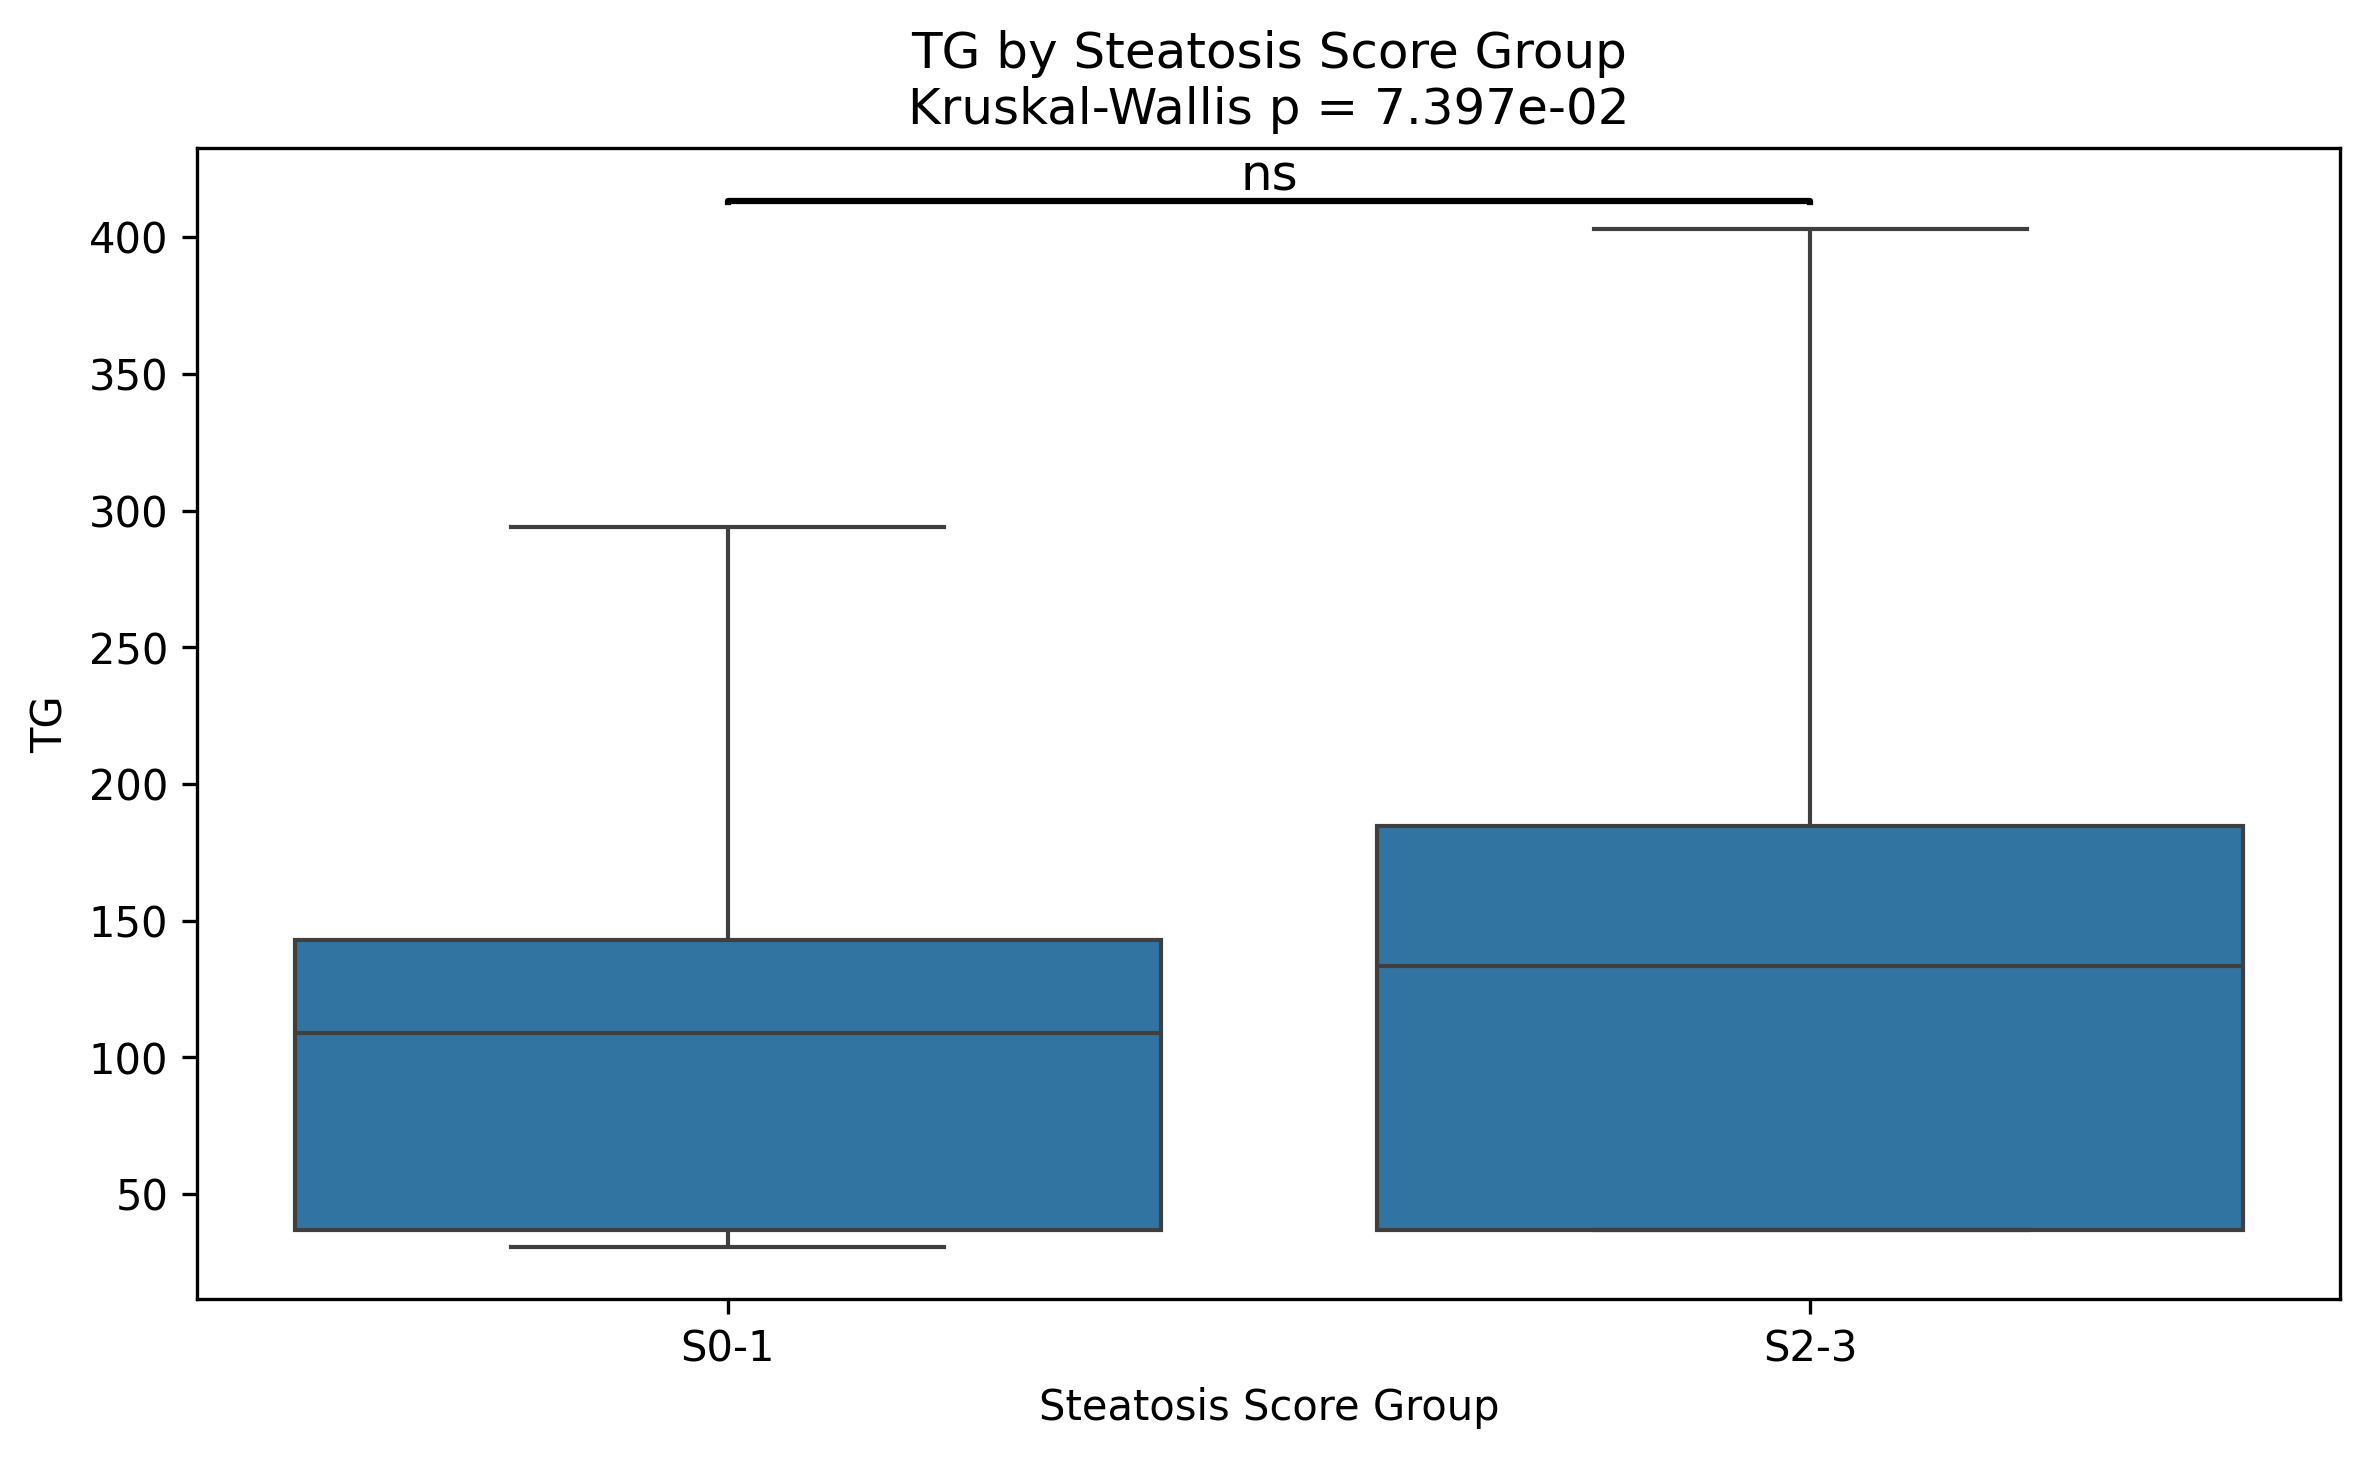 TG by Steatosis Score Group
Kruskal-Wallis p = 7.397e-02
ns
400
350
300
250
200
150
100
50
TG
S0-1
S2-3
Steatosis Score Group